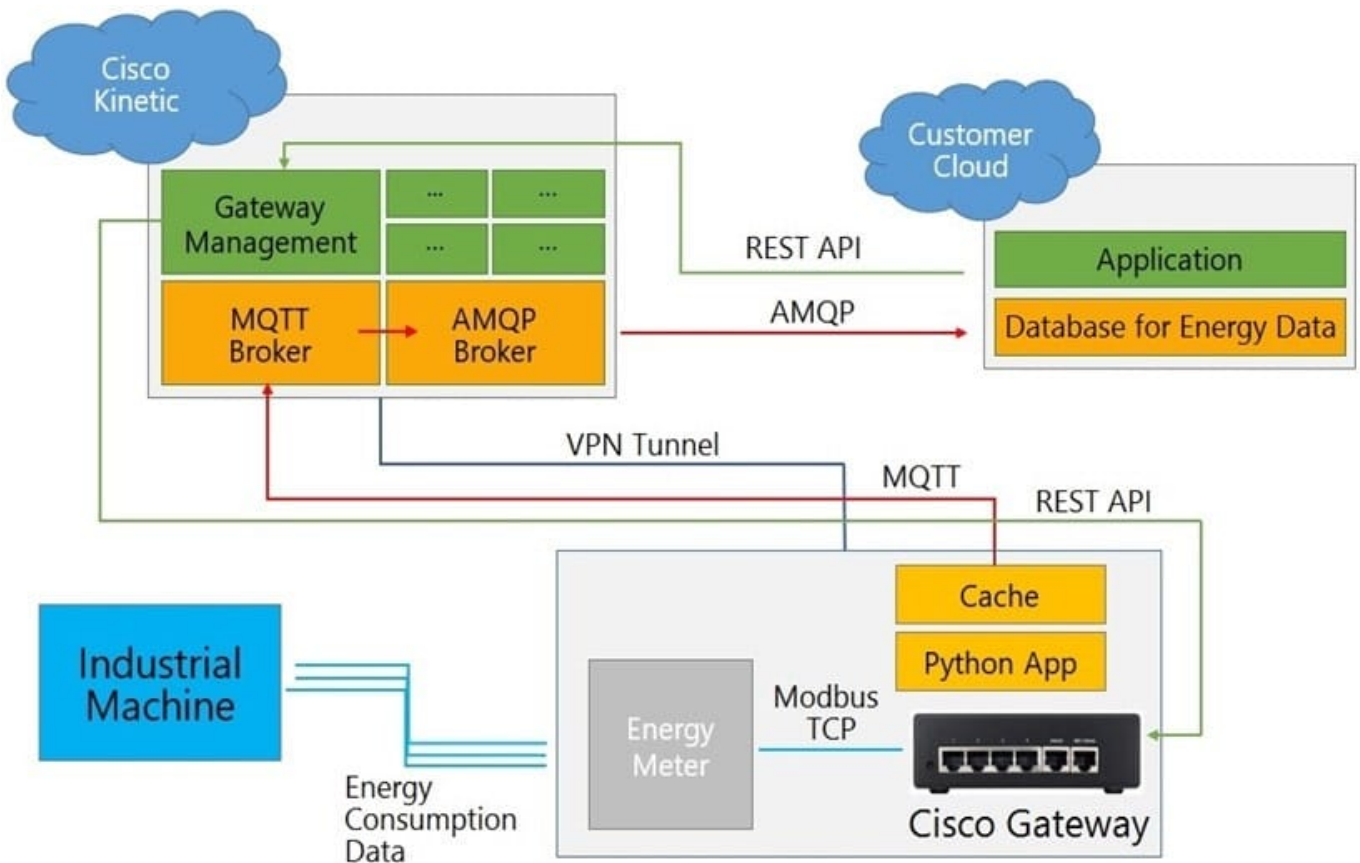 Cisco
Kinetic
Customer
Cloud
Gateway
Management
...
...
...
...
MQTT
Broker
AMQP
Broker
REST API
AMQP
Application
Database for Energy Data
VPN Tunnel
MQTT
REST API
Cache
Python App
Industrial
Machine
Energy
Meter
Modbus
TCP
Energy
Consumption
Data
Cisco Gateway